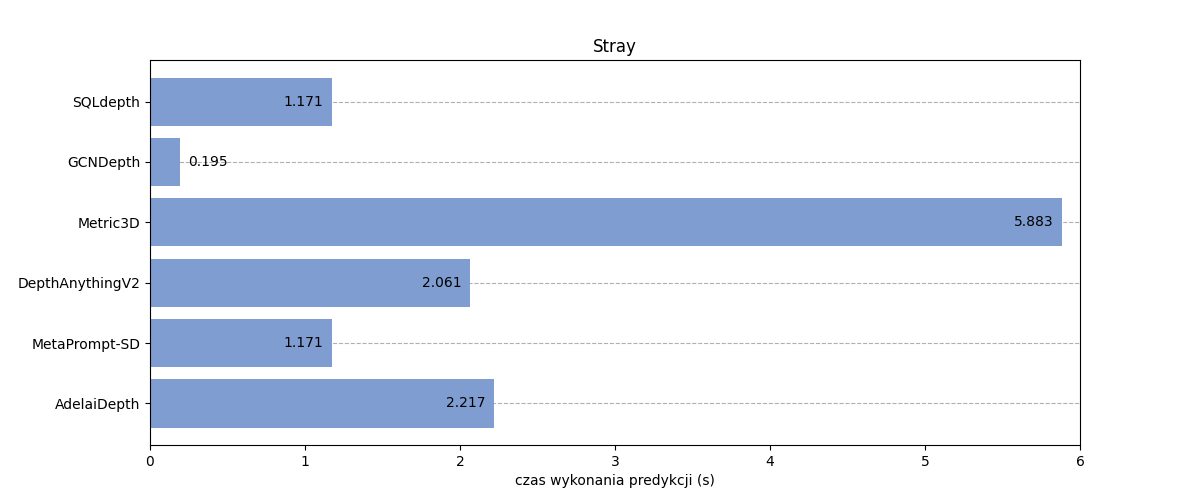 Stray
SQLdepth
1.171
GCNDepth
0.195
Metric3D
5.883
DepthAnythingV2
2.061
MetaPrompt-SD
1.171
AdelaiDepth
2.217
0 1 2 3 4 5 6
czas wykonania predykcji (s)